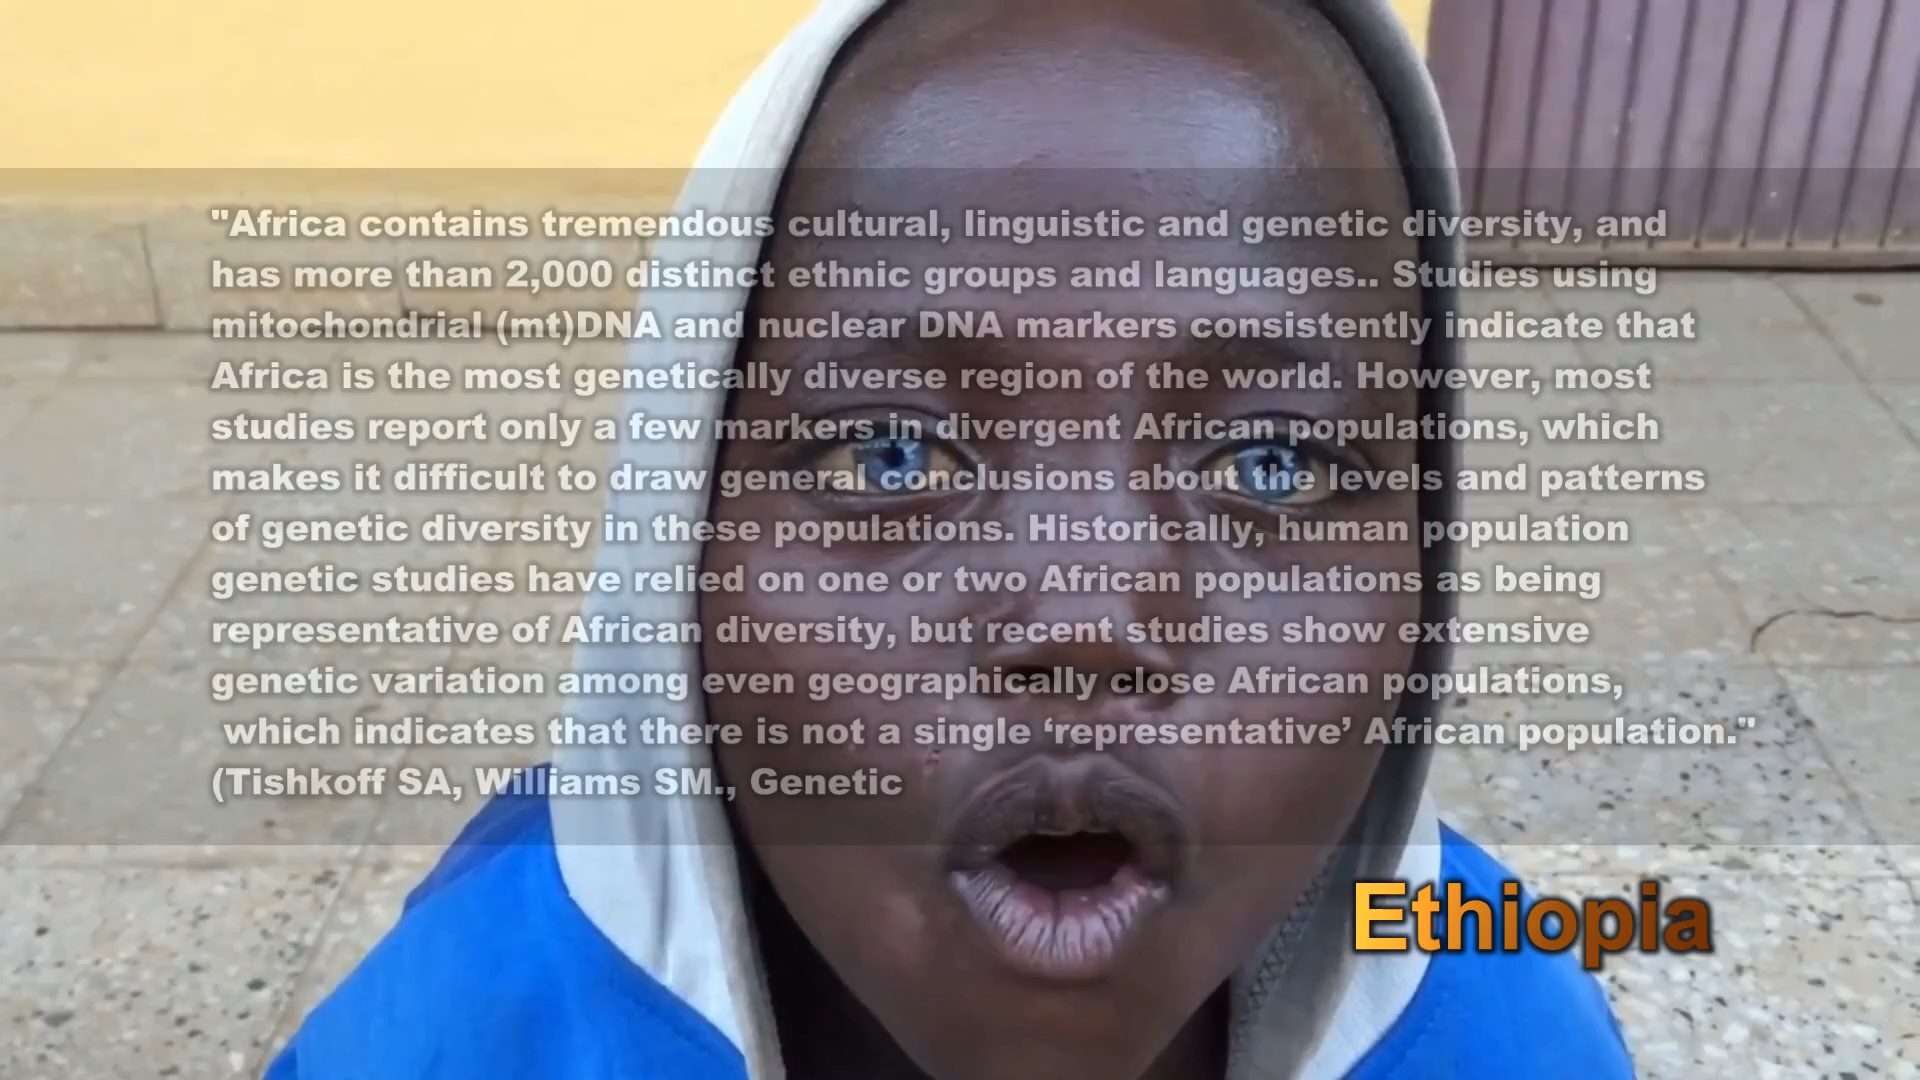 "Africa contains tremendous cultural, linguistic and genetic diversity, and
has more than 2,000 distinct ethnic groups and languages.. Studies using
mitochondrial (mt)DNA and nuclear DNA markers consistently indicate that
Africa is the most genetically diverse region of the world. However, most
studies report only a few markers in divergent African populations, which
makes it difficult to draw general conclusions about the levels and patterns
of genetic diversity in these populations. Historically, human population
genetic studies have relied on one or two African populations as being
representative of African diversity, but recent studies show extensive
genetic variation among even geographically close African populations,
which indicates that there is not a single ‘representative’ African population."
(Tishkoff SA, Williams SM., Genetic
Ethiopia